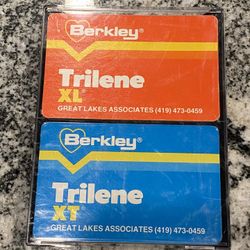 Berkley®
Trilene
XL®
GREAT LAKES ASSOCIATES (419) 473-0459
Berkley®
Trilene
XT
GREAT LAKES ASSOCIATES (419) 473-0459